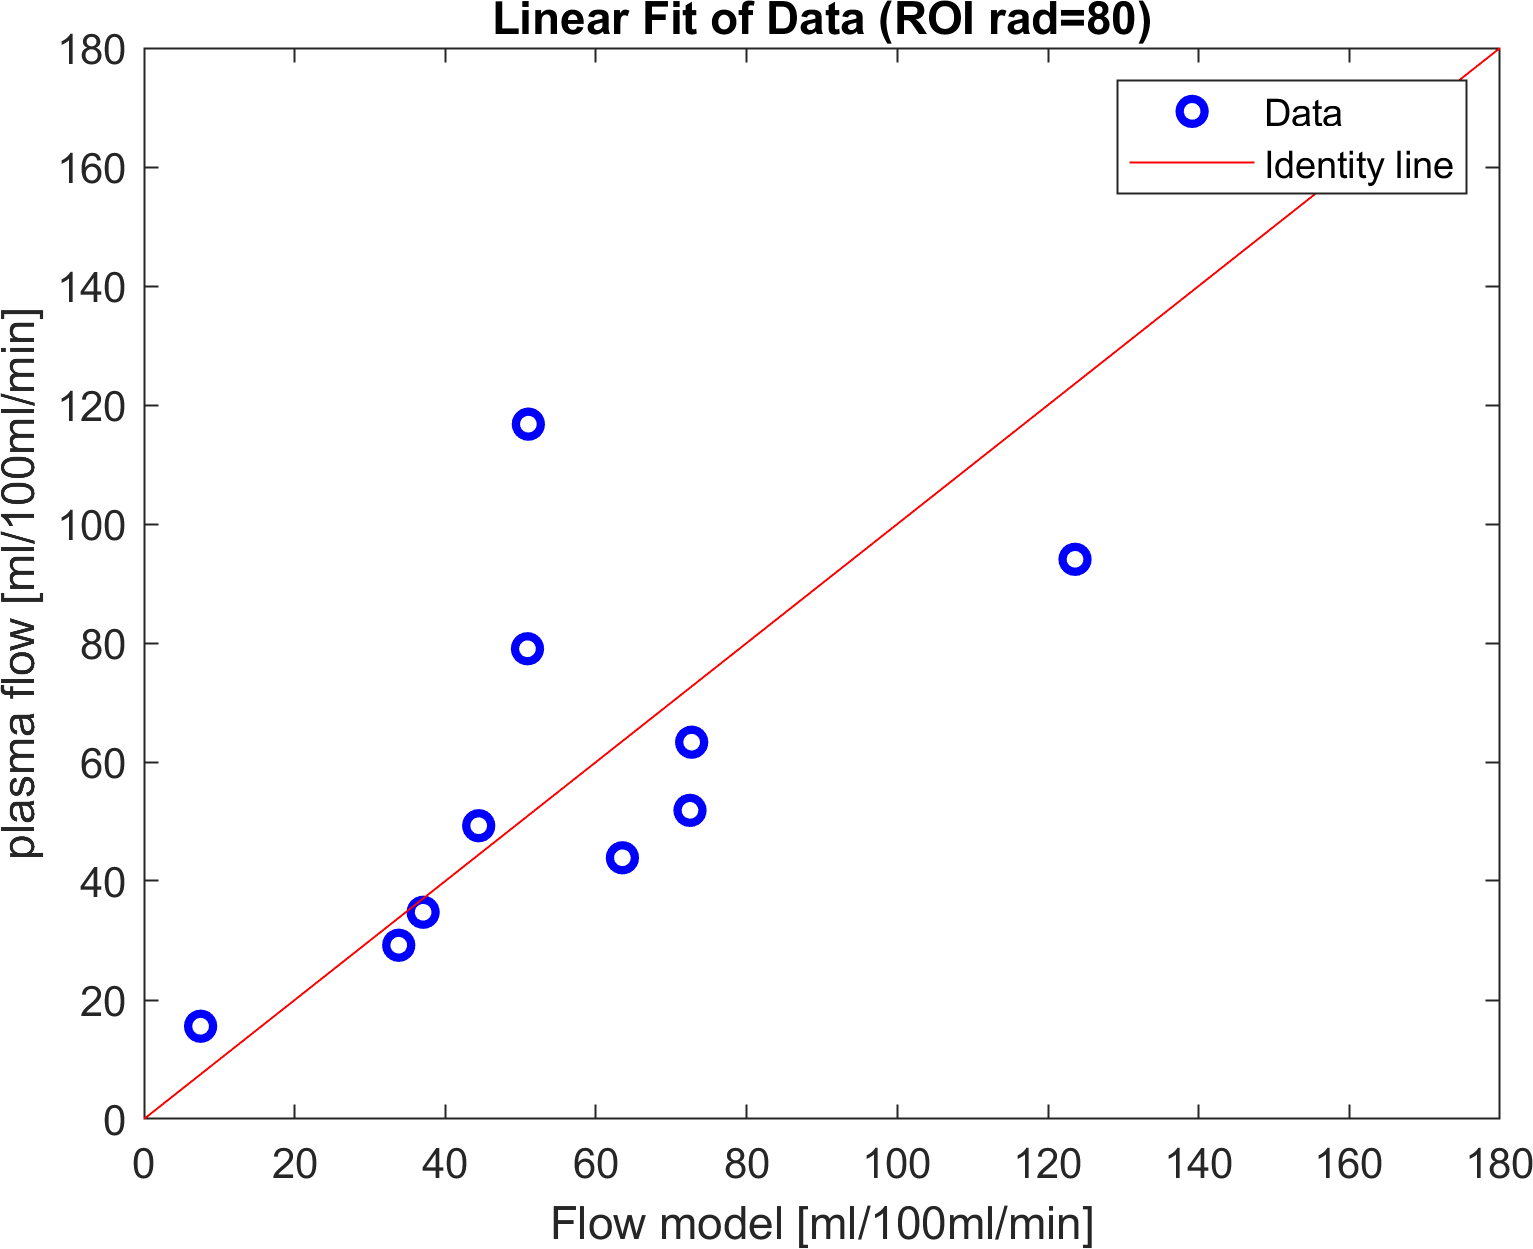 Linear Fit of Data (ROI rad=80)
180
160
140
120
100
80
60
40
20
0
plasma flow [ml/100ml/min]
Data
Identity line
0 20 40 60 80 100 120 140 160 180
Flow model [ml/100ml/min]